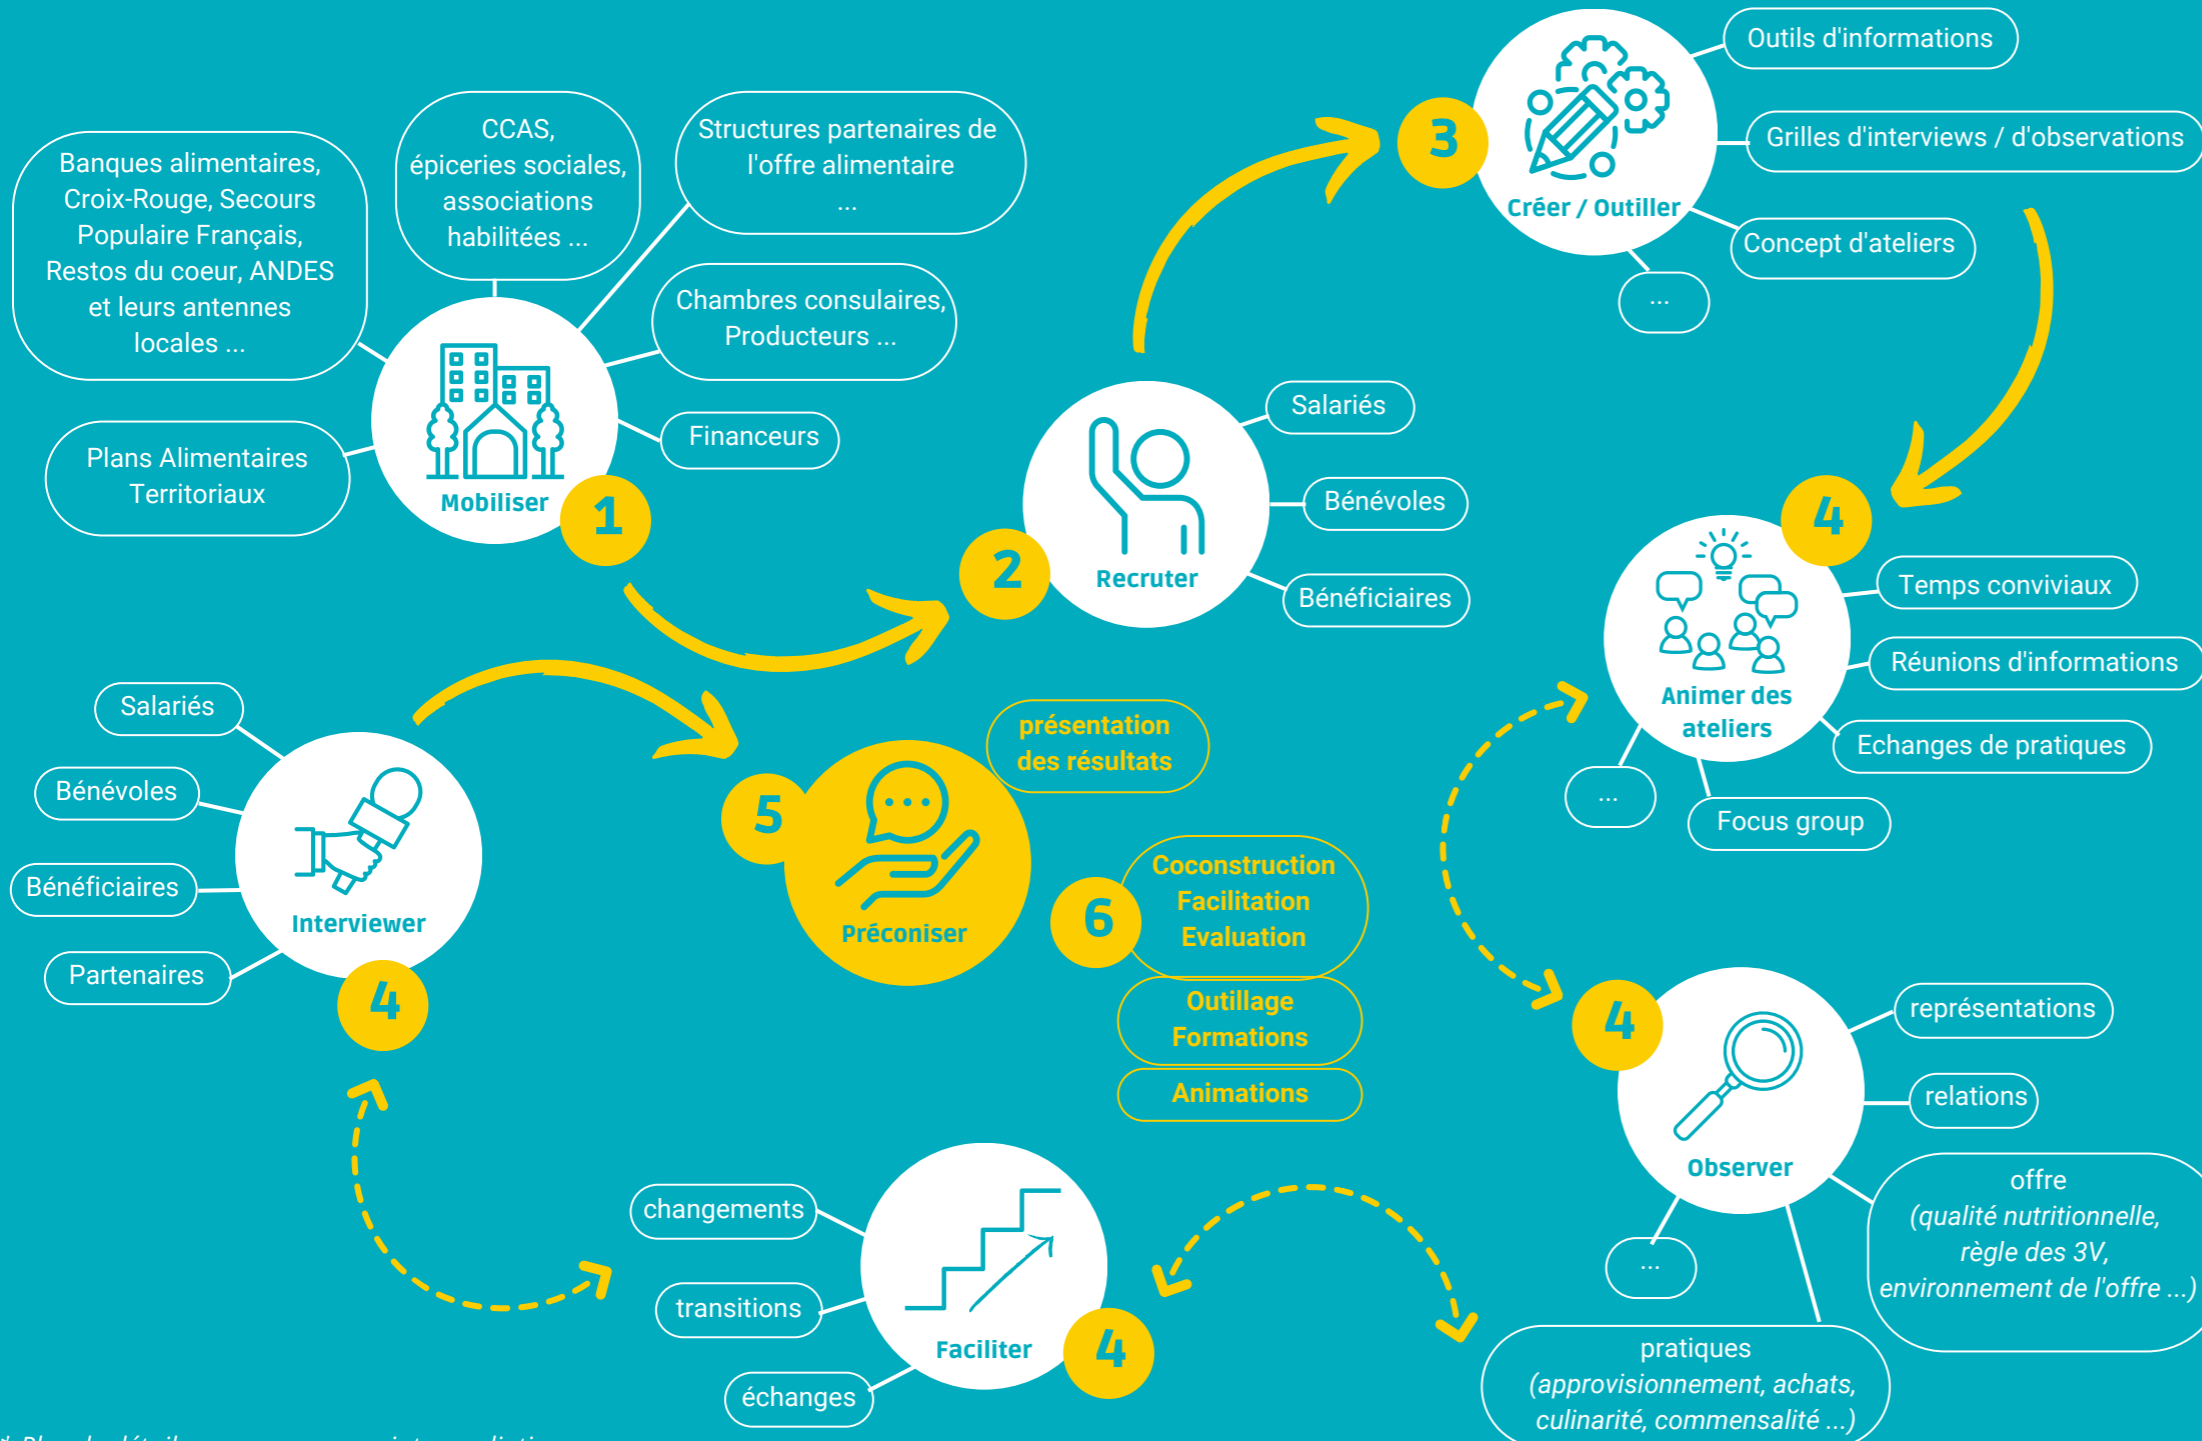 Banques alimentaires,
Croix-Rouge, Secours
Populaire Français,
Restos du coeur, ANDES
et leurs antennes
locales ...
CCAS,
épiceries sociales,
associations
habilitées ...
Structures partenaires de
l'offre alimentaire
...
Chambres consulaires,
Producteurs ...
Financeurs
Plans Alimentaires
Territoriaux
Mobiliser
1
2
Recruter
Salariés
Bénévoles
Bénéficiaires
3
Créer / Outiller
Outils d'informations
Grilles d'interviews / d'observations
Concept d'ateliers
...
4
Animer des
ateliers
Temps conviviaux
Réunions d'informations
Echanges de pratiques
Focus group
...
4
Observer
représentations
relations
offre
(qualité nutritionnelle,
règle des 3V,
environnement de l'offre ...)
pratiques
(approvisionnement, achats,
culinarité, commensalité ...)
...
Faciliter
4
changements
transitions
échanges
Interviewer
4
Salariés
Bénévoles
Bénéficiaires
Partenaires
5
Préconiser
présentation
des résultats
6
Coconstruction
Facilitation
Evaluation
Outillage
Formations
Animations